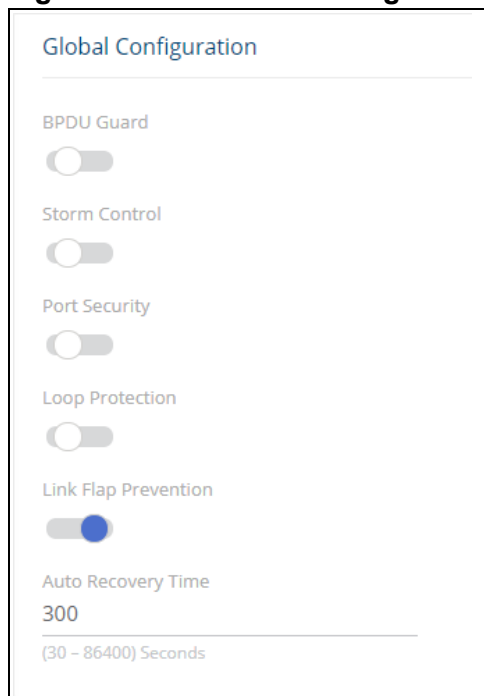 Global Configuration
BPDU Guard
Storm Control
Port Security
Loop Protection
Link Flap Prevention
Auto Recovery Time
300
(30 – 86400) Seconds